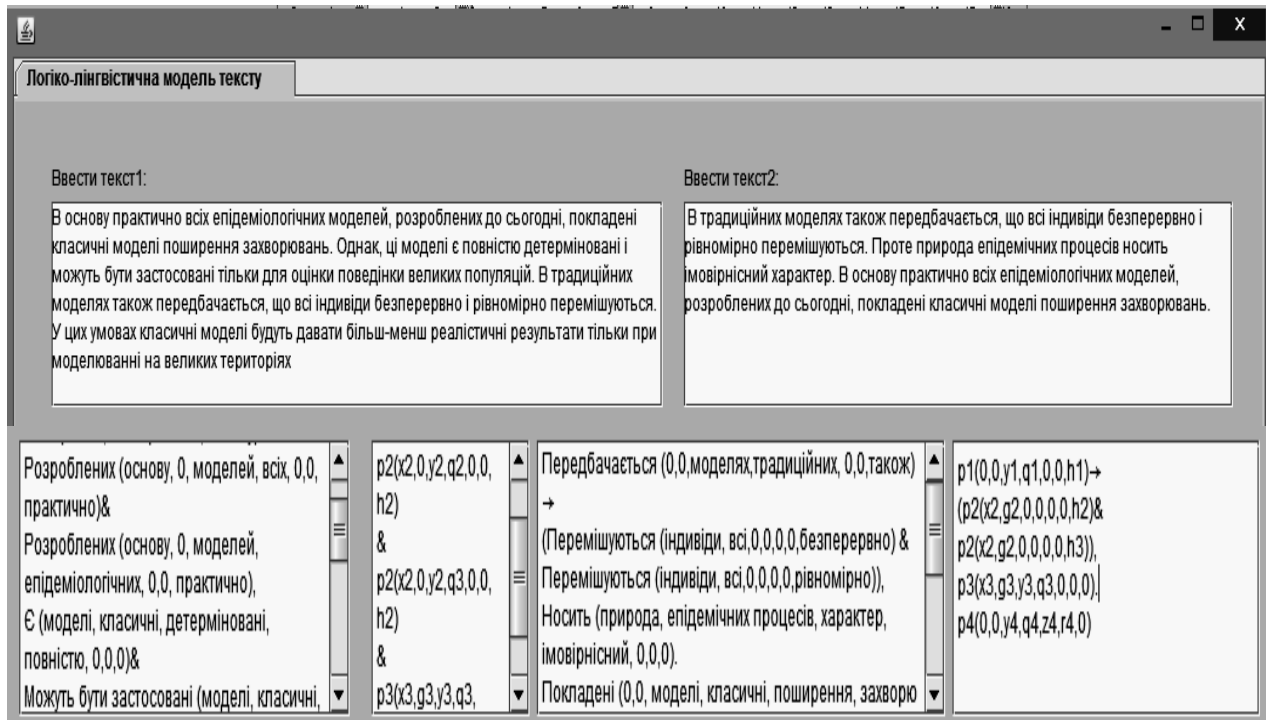 X
Логіко-лінгвістична модель тексту
Ввести текст1:
В основу практично всіх епідеміологічних моделей, розроблених до сьогодні, покладені
класичні моделі поширення захворювань. Однак, ці моделі є повністю детерміновані і
можуть бути застосовані тільки для оцінки поведінки великих популяцій. В традиційних
моделях також передбачається, що всі індивіди безперервно і рівномірно перемішуються.
У цих умовах класичні моделі будуть давати більш-менш реалістичні результати тільки при
моделюванні на великих територіях
Ввести текст2:
В традиційних моделях також передбачається, що всі індивіди безперервно і
рівномірно перемішуються. Проте природа епідемічних процесів носить
імовірнісний характер. В основу практично всіх епідеміологічних моделей,
розроблених до сьогодні, покладені класичні моделі поширення захворювань.
Розроблених (основу, 0, моделей, всіх, 0,0,
практично)&
Розроблених (основу, 0, моделей,
епідеміологічних, 0,0, практично),
Є (моделі, класичні, детерміновані,
повністю, 0,0,0)&
Можуть бути застосовані (моделі, класичні,
p2(x2,0,y2,q2,0,0,
h2)
&
p2(x2,0,y2,q3,0,0,
h2)
&
p3(x3,g3,y3,q3,
Передбачається (0,0,моделях,традиційних, 0,0,також)
→
(Перемішуються (індивіди, всі,0,0,0,0,безперервно) &
Перемішуються (індивіди, всі,0,0,0,0,рівномірно)),
Носить (природа, епідемічних процесів, характер,
імовірнісний, 0,0,0).
Покладені (0,0, моделі, класичні, поширення, захворю
p1(0,0,y1,q1,0,0,h1)→
(p2(x2,g2,0,0,0,0,h2)&
p2(x2,g2,0,0,0,0,h3)),
p3(x3,g3,y3,q3,0,0,0).
p4(0,0,y4,q4,z4,r4,0)